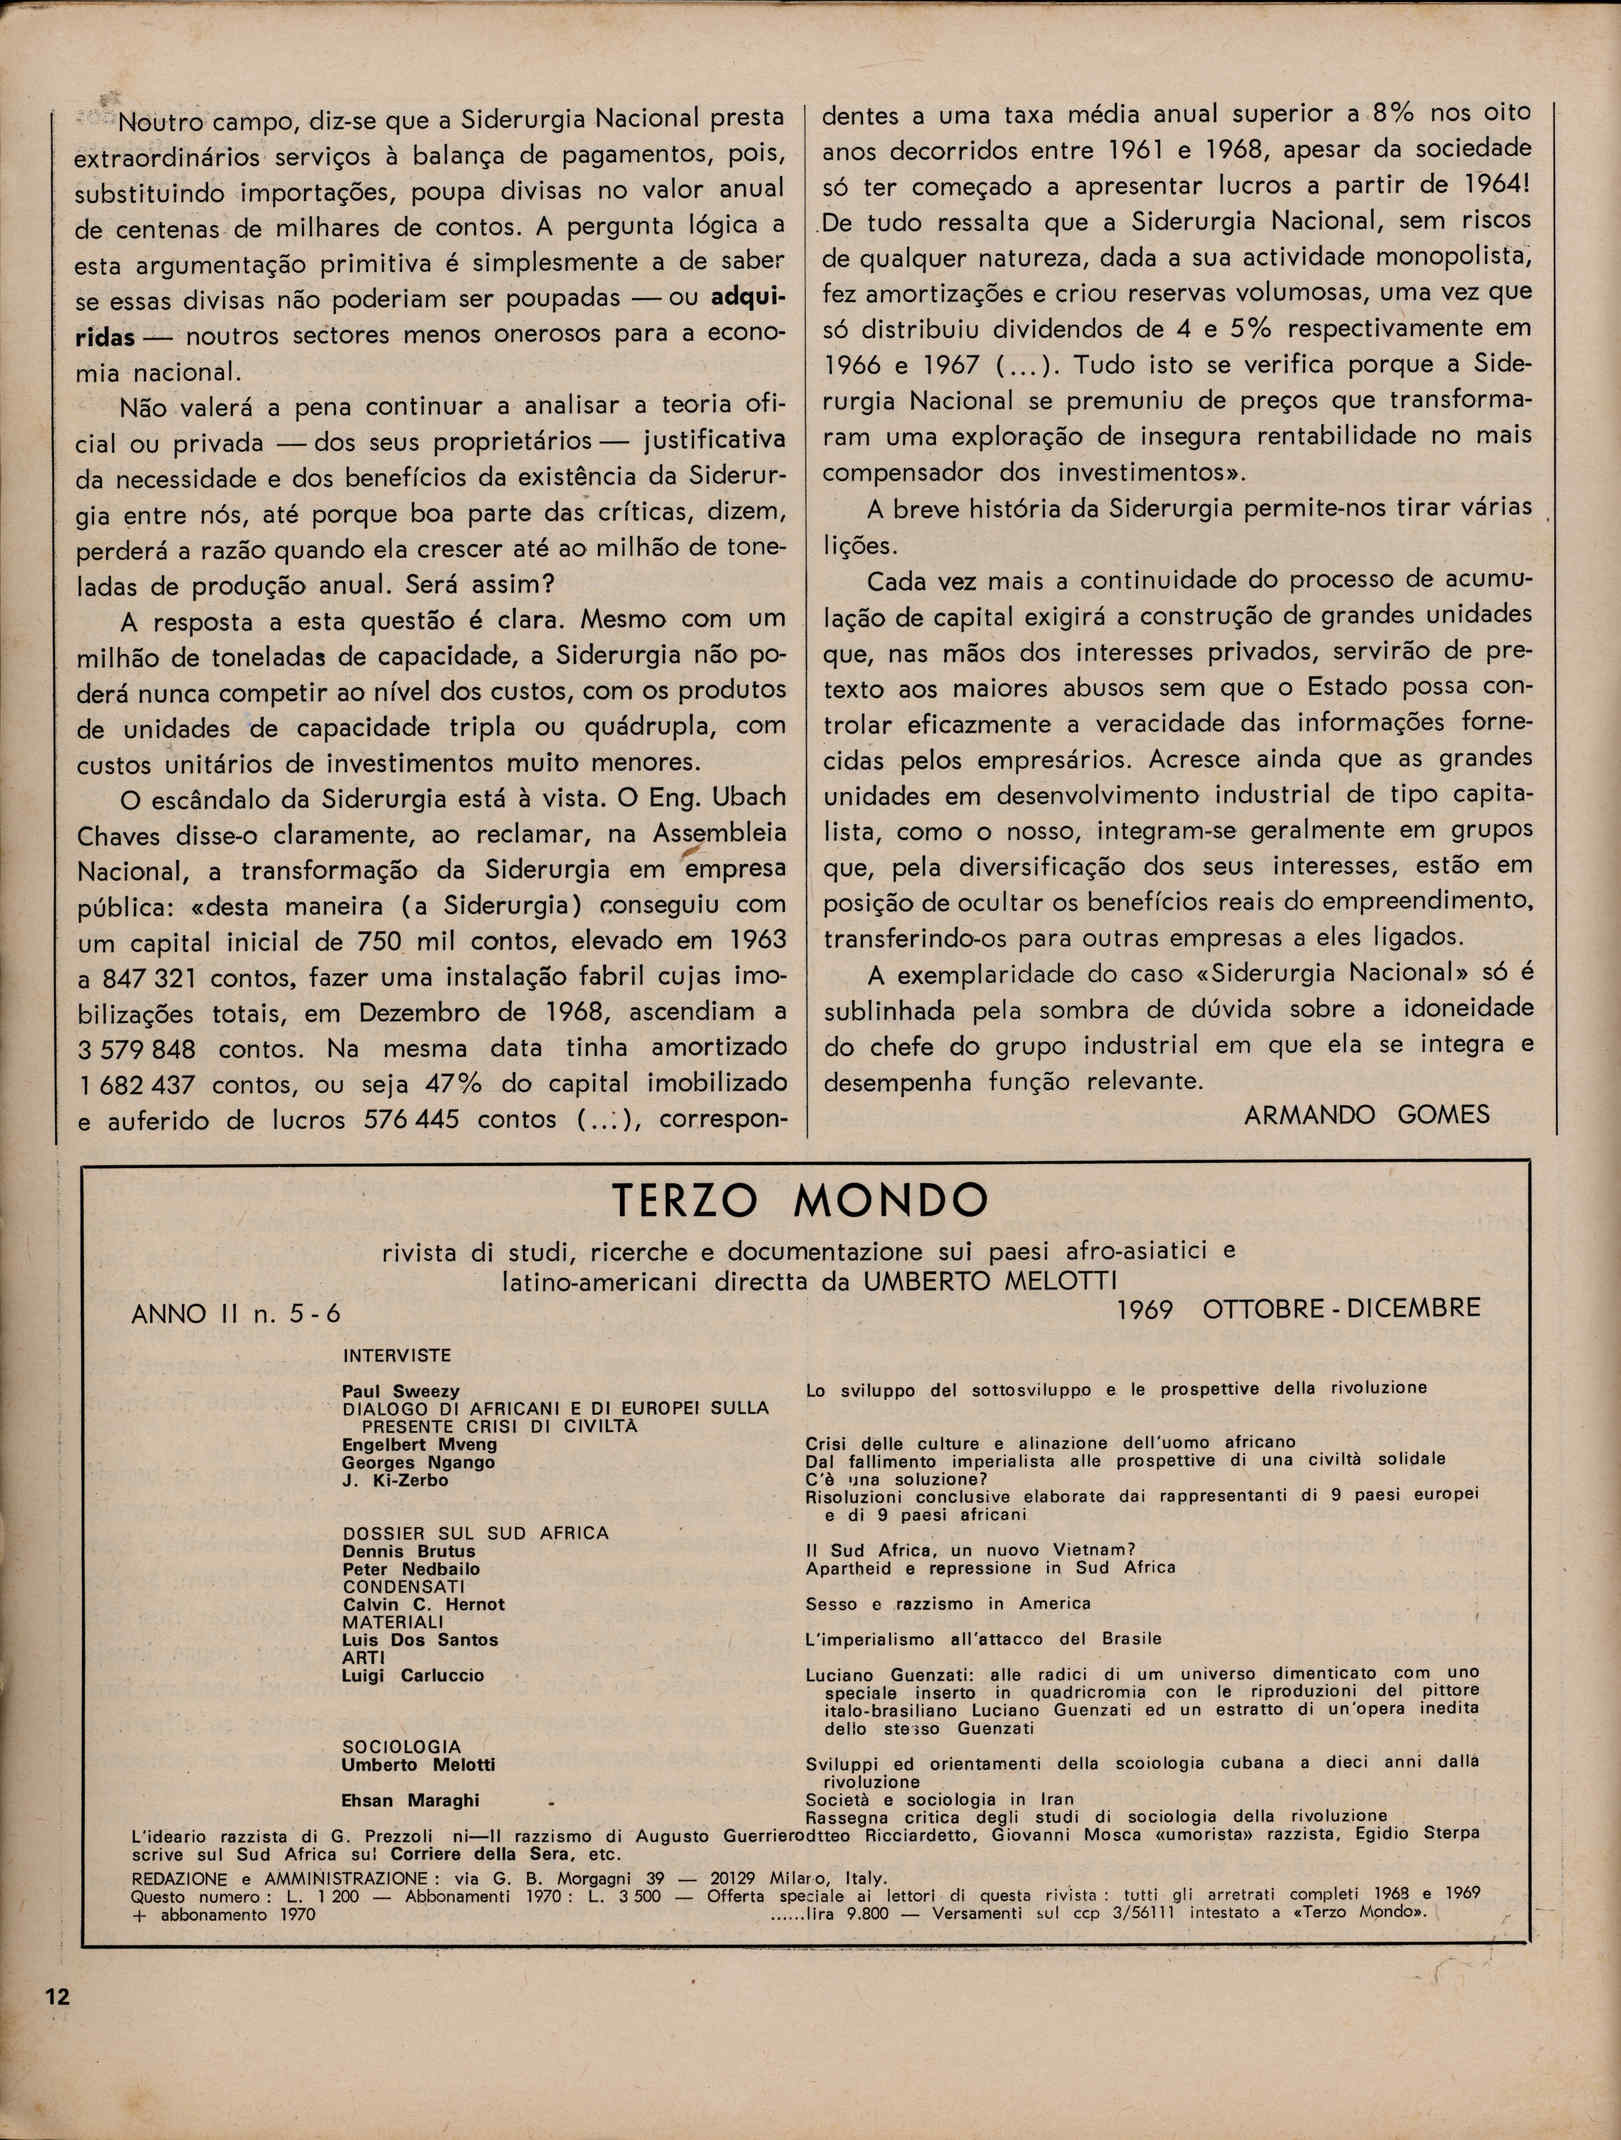 Noutro campo, diz-se que a Siderurgia Nacional presta
extraordinários serviços à balança de pagamentos, pois,
substituindo importações, poupa divisas no valor anual
de centenas de milhares de contos. A pergunta lógica a
esta argumentação primitiva é simplesmente a de saber
se essas divisas não poderiam ser poupadas — ou adqui-
ridas — noutros sectores menos onerosos para a econo-
mia nacional.
Não valerá a pena continuar a analisar a teoria ofi-
cial ou privada — dos seus proprietários — justificativa
da necessidade e dos benefícios da existência da Siderur-
gia entre nós, até porque boa parte das críticas, dizem,
perderá a razão quando ela crescer até ao milhão de tone-
ladas de produção anual. Será assim?
A resposta a esta questão é clara. Mesmo com um
milhão de toneladas de capacidade, a Siderurgia não po-
derá nunca competir ao nível dos custos, com os produtos
de unidades de capacidade tripla ou quádrupla, com
custos unitários de investimentos muito menores.
O escândalo da Siderurgia está à vista. O Eng. Ubach
Chaves disse-o claramente, ao reclamar, na Assembleia
Nacional, a transformação da Siderurgia em empresa
pública: «desta maneira (a Siderurgia) conseguiu com
um capital inicial de 750 mil contos, elevado em 1963
a 847 321 contos, fazer uma instalação fabril cujas imo-
bilizações totais, em Dezembro de 1968, ascendiam a
3 579 848 contos. Na mesma data tinha amortizado
1 682 437 contos, ou seja 47% do capital imobilizado
e auferido de lucros 576 445 contos (...), correspon-
dentes a uma taxa média anual superior a 8% nos oito
anos decorridos entre 1961 e 1968, apesar da sociedade
só ter começado a apresentar lucros a partir de 1964!
De tudo ressalta que a Siderurgia Nacional, sem riscos
de qualquer natureza, dada a sua actividade monopolista,
fez amortizações e criou reservas volumosas, uma vez que
só distribuiu dividendos de 4 e 5% respectivamente em
1966 e 1967 (...). Tudo isto se verifica porque a Side-
rurgia Nacional se premuniu de preços que transforma-
ram uma exploração de insegura rentabilidade no mais
compensador dos investimentos».
A breve história da Siderurgia permite-nos tirar várias
lições.
Cada vez mais a continuidade do processo de acumu-
lação de capital exigirá a construção de grandes unidades
que, nas mãos dos interesses privados, servirão de pre-
texto aos maiores abusos sem que o Estado possa con-
trolar eficazmente a veracidade das informações forne-
cidas pelos empresários. Acresce ainda que as grandes
unidades em desenvolvimento industrial de tipo capita-
lista, como o nosso, integram-se geralmente em grupos
que, pela diversificação dos seus interesses, estão em
posição de ocultar os benefícios reais do empreendimento,
transferindo-os para outras empresas a eles ligados.
A exemplaridade do caso «Siderurgia Nacional» só é
sublinhada pela sombra de dúvida sobre a idoneidade
do chefe do grupo industrial em que ela se integra e
desempenha função relevante.
ARMANDO GOMES
TERZO MONDO
rivista di studi, ricerche e documentazione sui paesi afro-asiatici e
latino-americani directta da UMBERTO MELOTTI
ANNO II n. 5 - 6 1969 OTTOBRE - DICEMBRE
INTERVISTE
Paul Sweezy Lo sviluppo del sottosviluppo e le prospettive della rivoluzione
DIALOGO DI AFRICANI E DI EUROPEI SULLA
PRESENTE CRISI DI CIVILTÀ
Engelbert Mveng Crisi delle culture e alinazione dell'uomo africano
Georges Ngango Dal fallimento imperialista alle prospettive di una civiltà solidale
J. Ki-Zerbo C'è una soluzione?
Risoluzioni conclusive elaborate dai rappresentanti di 9 paesi europei
e di 9 paesi africani
DOSSIER SUL SUD AFRICA
Dennis Brutus Il Sud Africa, un nuovo Vietnam?
Peter Nedbailo Apartheid e repressione in Sud Africa
CONDENSATI
Calvin C. Hernot Sesso e razzismo in America
MATERIALI
Luis Dos Santos L'imperialismo all'attacco del Brasile
ARTI
Luigi Carluccio Luciano Guenzati: alle radici di um universo dimenticato com uno
speciale inserto in quadricromia con le riproduzioni del pittore
italo-brasiliano Luciano Guenzati ed un estratto di un'opera inedita
dello stesso Guenzati
SOCIOLOGIA
Umberto Melotti Sviluppi ed orientamenti della scoiologia cubana a dieci anni dalla
rivoluzione
Ehsan Maraghi Società e sociologia in Iran
Rassegna critica degli studi di sociologia della rivoluzione
L'ideario razzista di G. Prezzoli ni—Il razzismo di Augusto Guerrierodtteo Ricciardetto, Giovanni Mosca «umorista» razzista, Egidio Sterpa
scrive sul Sud Africa sul Corriere della Sera, etc.
REDAZIONE e AMMINISTRAZIONE : via G. B. Morgagni 39 — 20129 Milano, Italy.
Questo numero : L. 1 200 — Abbonamenti 1970 : L. 3 500 — Offerta speciale ai lettori di questa rivista : tutti gli arretrati completi 1968 e 1969
+ abbonamento 1970 ......lira 9.800 — Versamenti sul ccp 3/56111 intestato a «Terzo Mondo».
12